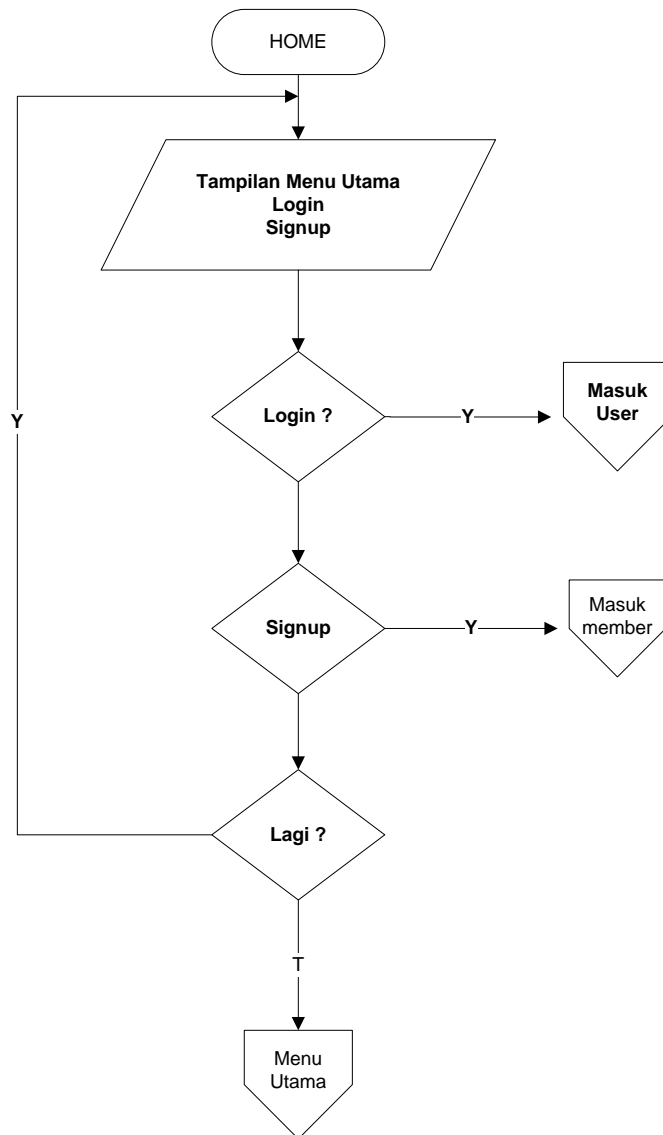 HOME
Tampilan Menu Utama
Login
Signup
Login ?
Y
Masuk
User
Y
Signup
Y
Masuk
member
Lagi ?
T
Menu
Utama